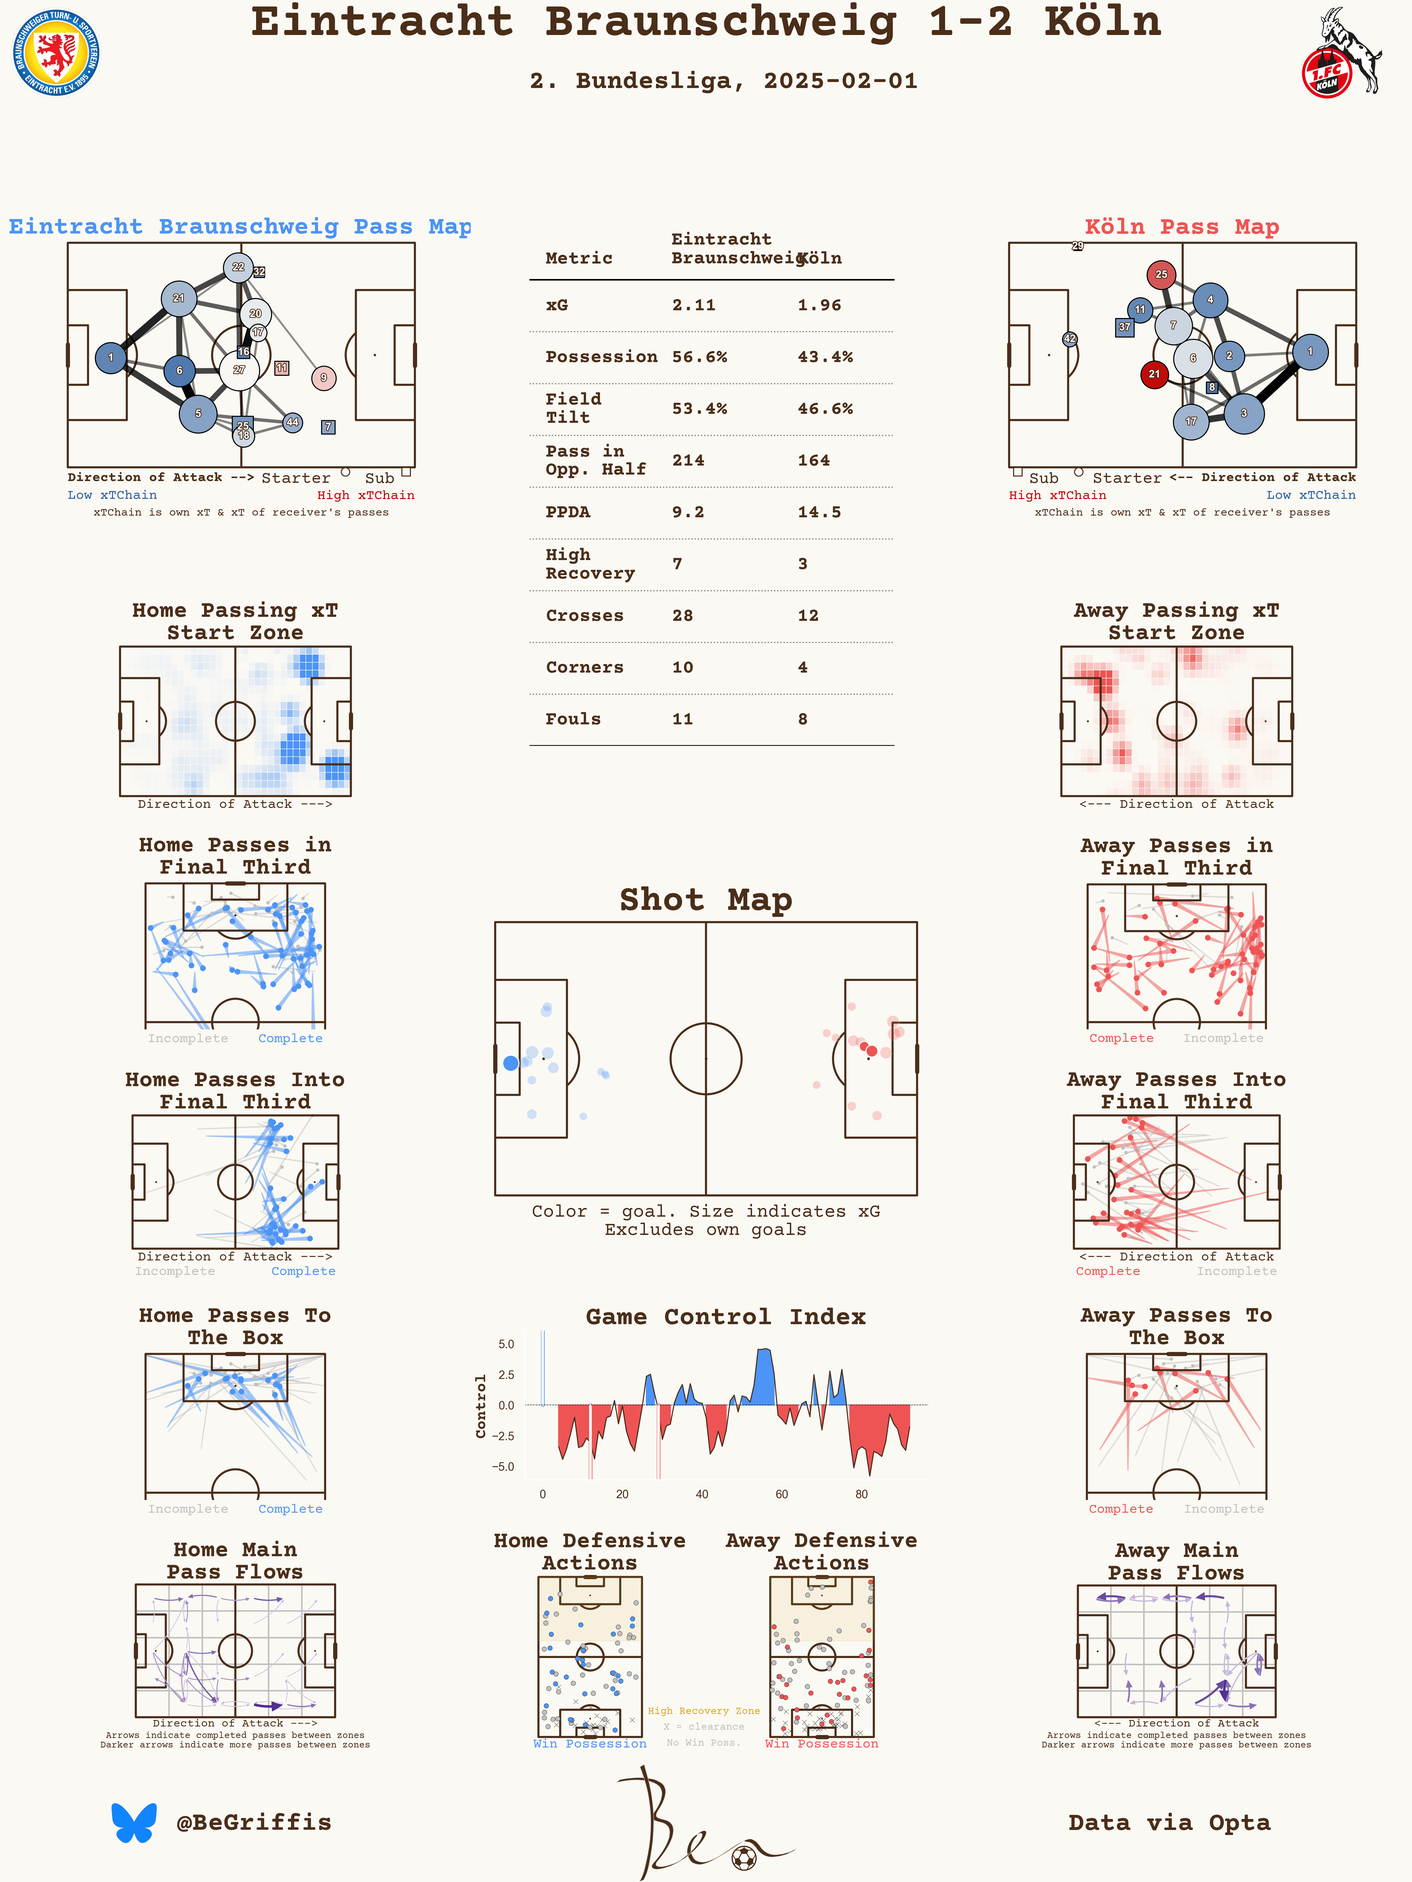 Eintracht Braunschweig 1-2 Köln
2. Bundesliga, 2025-02-01
BRAUNSCHWEIGER TURN- U. SPORTVEREIN
EINTRACHT E.V. 1895
1.FC
KÖLN
Eintracht Braunschweig Pass Map
22
32
21
20
17
1
16
6
27
11
9
5
25
18
44
7
Direction of Attack --> Starter Sub
Low xTChain High xTChain
xTChain is own xT & xT of receiver's passes
Metric Eintracht Braunschweig Köln
xG 2.11 1.96
Possession 56.6% 43.4%
Field Tilt 53.4% 46.6%
Pass in Opp. Half 214 164
PPDA 9.2 14.5
High Recovery 7 3
Crosses 28 12
Corners 10 4
Fouls 11 8
Köln Pass Map
29
25
11
4
37
7
42
6
2
1
21
8
17
3
Sub Starter <-- Direction of Attack
High xTChain Low xTChain
xTChain is own xT & xT of receiver's passes
Home Passing xT
Start Zone
Direction of Attack --->
Away Passing xT
Start Zone
<--- Direction of Attack
Home Passes in
Final Third
Incomplete Complete
Away Passes in
Final Third
Complete Incomplete
Shot Map
Color = goal. Size indicates xG
Excludes own goals
Home Passes Into
Final Third
Direction of Attack --->
Incomplete Complete
Away Passes Into
Final Third
<--- Direction of Attack
Complete Incomplete
Home Passes To
The Box
Incomplete Complete
Game Control Index
Control
5.0
2.5
0.0
−2.5
−5.0
0 20 40 60 80
Away Passes To
The Box
Complete Incomplete
Home Main
Pass Flows
Direction of Attack --->
Arrows indicate completed passes between zones
Darker arrows indicate more passes between zones
Home Defensive
Actions
Win Possession
Away Defensive
Actions
Win Possession
High Recovery Zone
X = clearance
No Win Poss.
Away Main
Pass Flows
<--- Direction of Attack
Arrows indicate completed passes between zones
Darker arrows indicate more passes between zones
@BeGriffis
Ben
Data via Opta